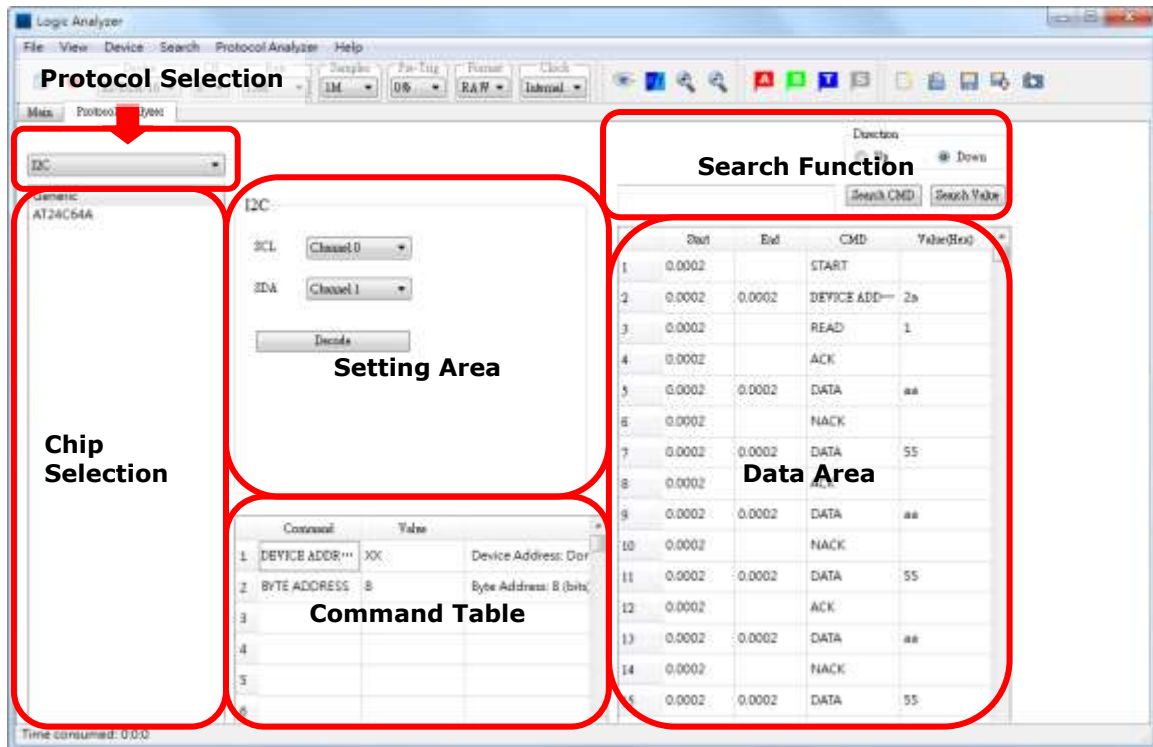 Logic Analyzer
File View Device Search Protocol Analyzer Help
Protocol Selection
Samples Pre-Trig Format Clock
1M 0% RAW Internal
A T
Main Protocol
I2C
Generic
AT24C64A
Chip
Selection
I2C
SCL Channel 0
SDA Channel 1
Decode
Setting Area
Command Value
1 DEVICE ADDR... XX Device Address: Dor
2 BYTE ADDRESS 8 Byte Address: 8 (bits)
3
4
5
6
Command Table
Direction
Down
Search Function
Search CMD Search Value
Start End CMD Value(Hex)
1 0.0002 START
2 0.0002 0.0002 DEVICE ADD... 2a
3 0.0002 READ 1
4 0.0002 ACK
5 0.0002 0.0002 DATA aa
6 0.0002 NACK
7 0.0002 0.0002 DATA 55
8 0.0002 ACK
9 0.0002 0.0002 DATA aa
10 0.0002 NACK
11 0.0002 0.0002 DATA 55
12 0.0002 ACK
13 0.0002 0.0002 DATA aa
14 0.0002 NACK
15 0.0002 0.0002 DATA 55
Data Area
Time consumed: 0:0:0